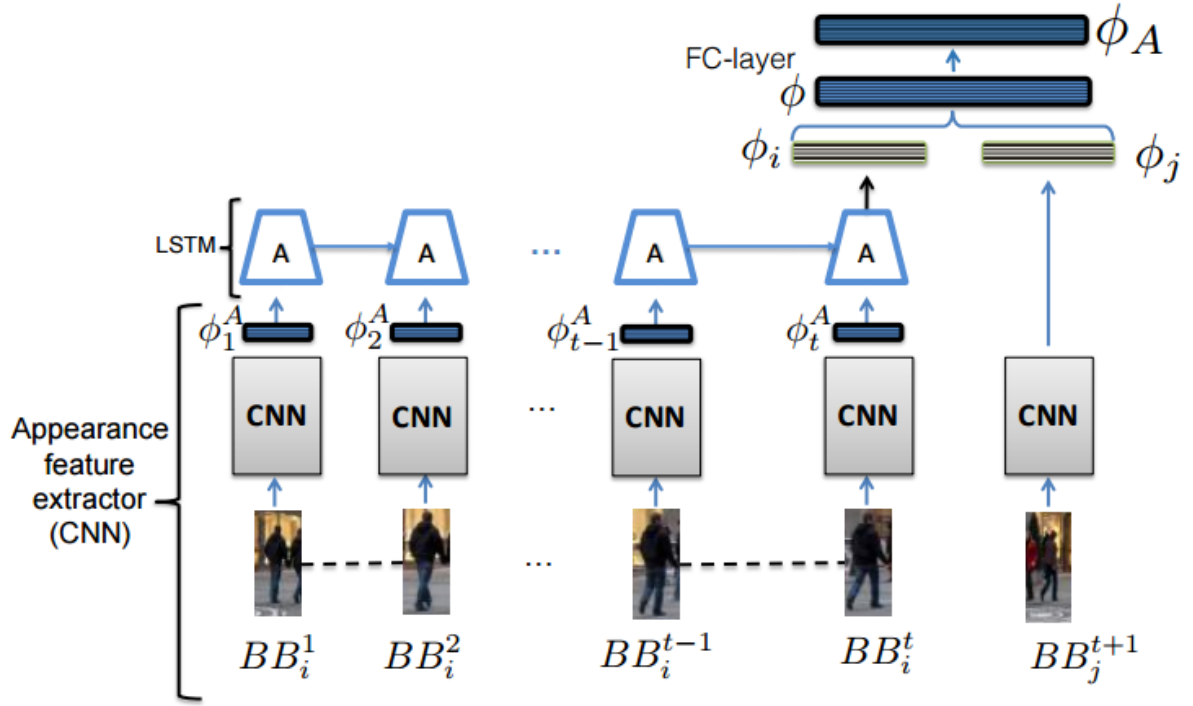 ϕ_A
FC-layer
ϕ
ϕ_i
ϕ_j
LSTM
A
A
...
A
A
ϕ_1^A
ϕ_2^A
ϕ_{t-1}^A
ϕ_t^A
CNN
CNN
...
CNN
CNN
CNN
Appearance
feature
extractor
(CNN)
...
BB_i^1
BB_i^2
BB_i^{t-1}
BB_i^t
BB_j^{t+1}